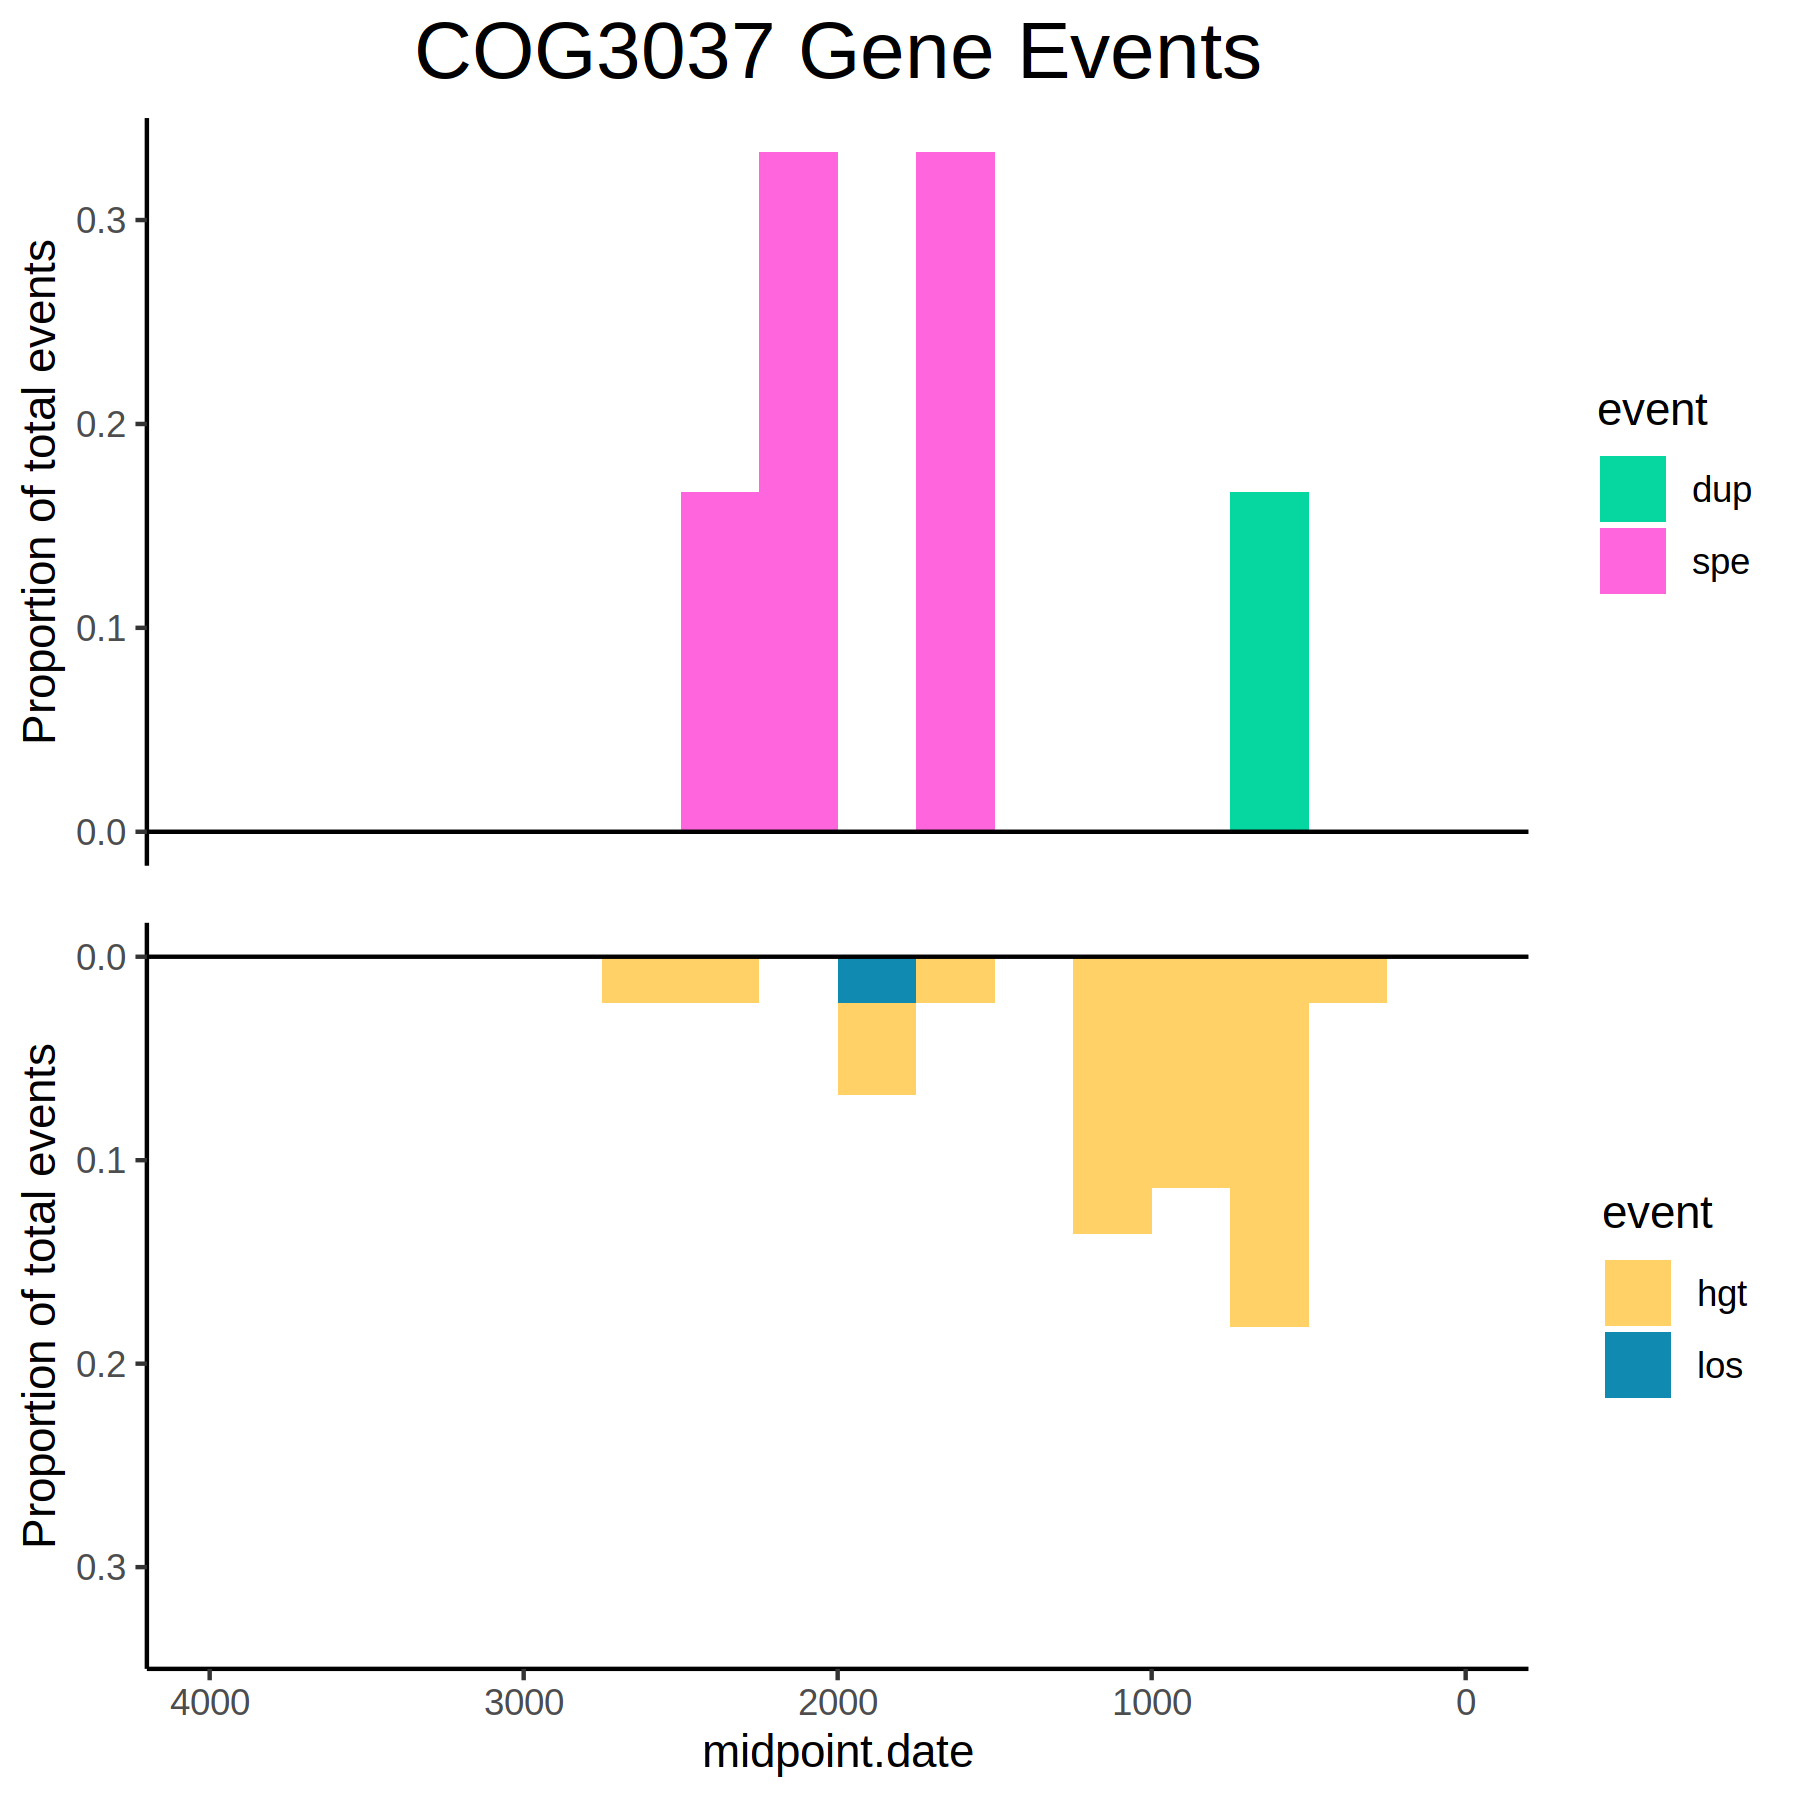 COG3037 Gene Events
Proportion of total events
0.3
0.2
0.1
0.0
event
dup
spe
Proportion of total events
0.0
0.1
0.2
0.3
event
hgt
los
4000 3000 2000 1000 0
midpoint.date